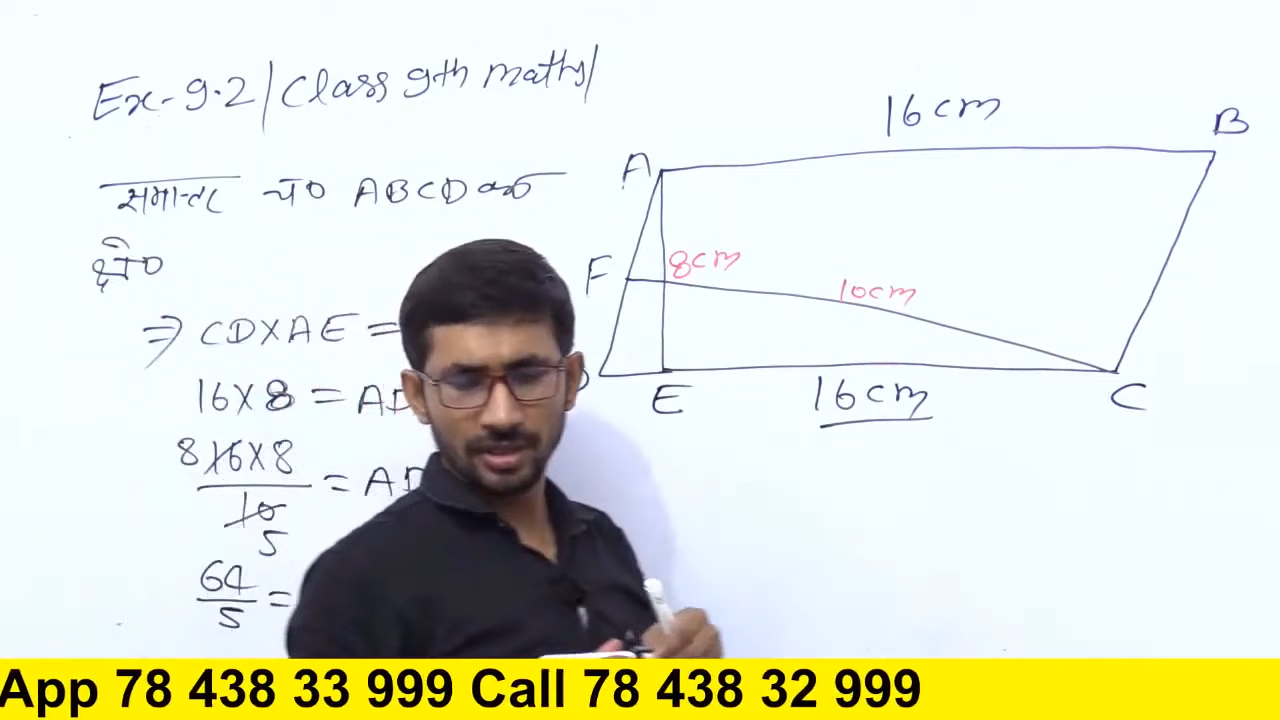 Ex-9.2/Class 9th maths/
समान्तर च० ABCD का
क्षे०
⇒ CD×AE =
16×8 = AD
8 16×8
10 = AD
5
64
5 =
16cm
A
B
F
8cm
10cm
E
16cm
C
App 78 438 33 999 Call 78 438 32 999